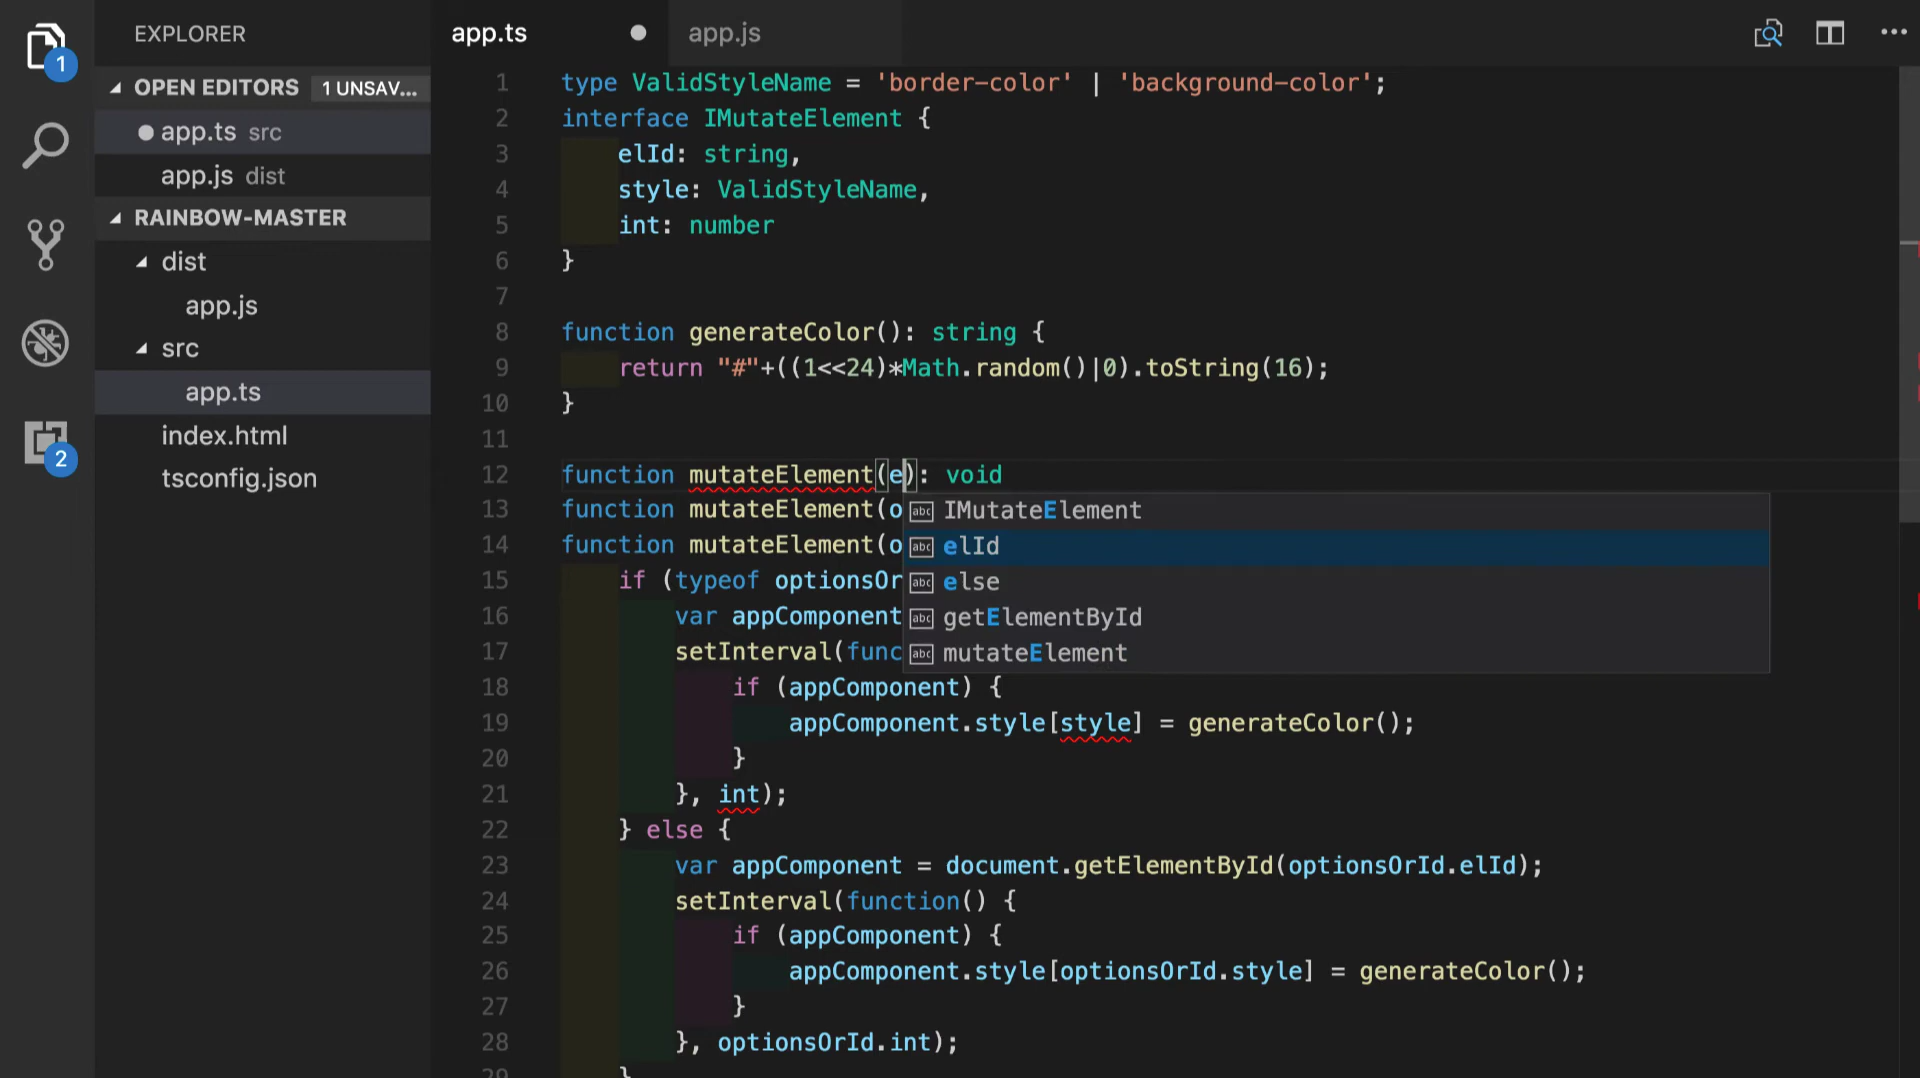 EXPLORER
OPEN EDITORS 1 UNSAV...
app.ts src
app.js dist
RAINBOW-MASTER
dist
app.js
src
app.ts
index.html
tsconfig.json
1
2
app.ts
app.js
1 type ValidStyleName = 'border-color' | 'background-color';
2 interface IMutateElement {
3 elId: string,
4 style: ValidStyleName,
5 int: number
6 }
7
8 function generateColor(): string {
9 return "#"+((1<<24)*Math.random()|0).toString(16);
10 }
11
12 function mutateElement(e): void
13 function mutateElement(o
14 function mutateElement(o
15 if (typeof optionsOr
16 var appComponent
17 setInterval(func
IMutateElement
elId
else
getElementById
mutateElement
18 if (appComponent) {
19 appComponent.style[style] = generateColor();
20 }
21 }, int);
22 } else {
23 var appComponent = document.getElementById(optionsOrId.elId);
24 setInterval(function() {
25 if (appComponent) {
26 appComponent.style[optionsOrId.style] = generateColor();
27 }
28 }, optionsOrId.int);
29 }